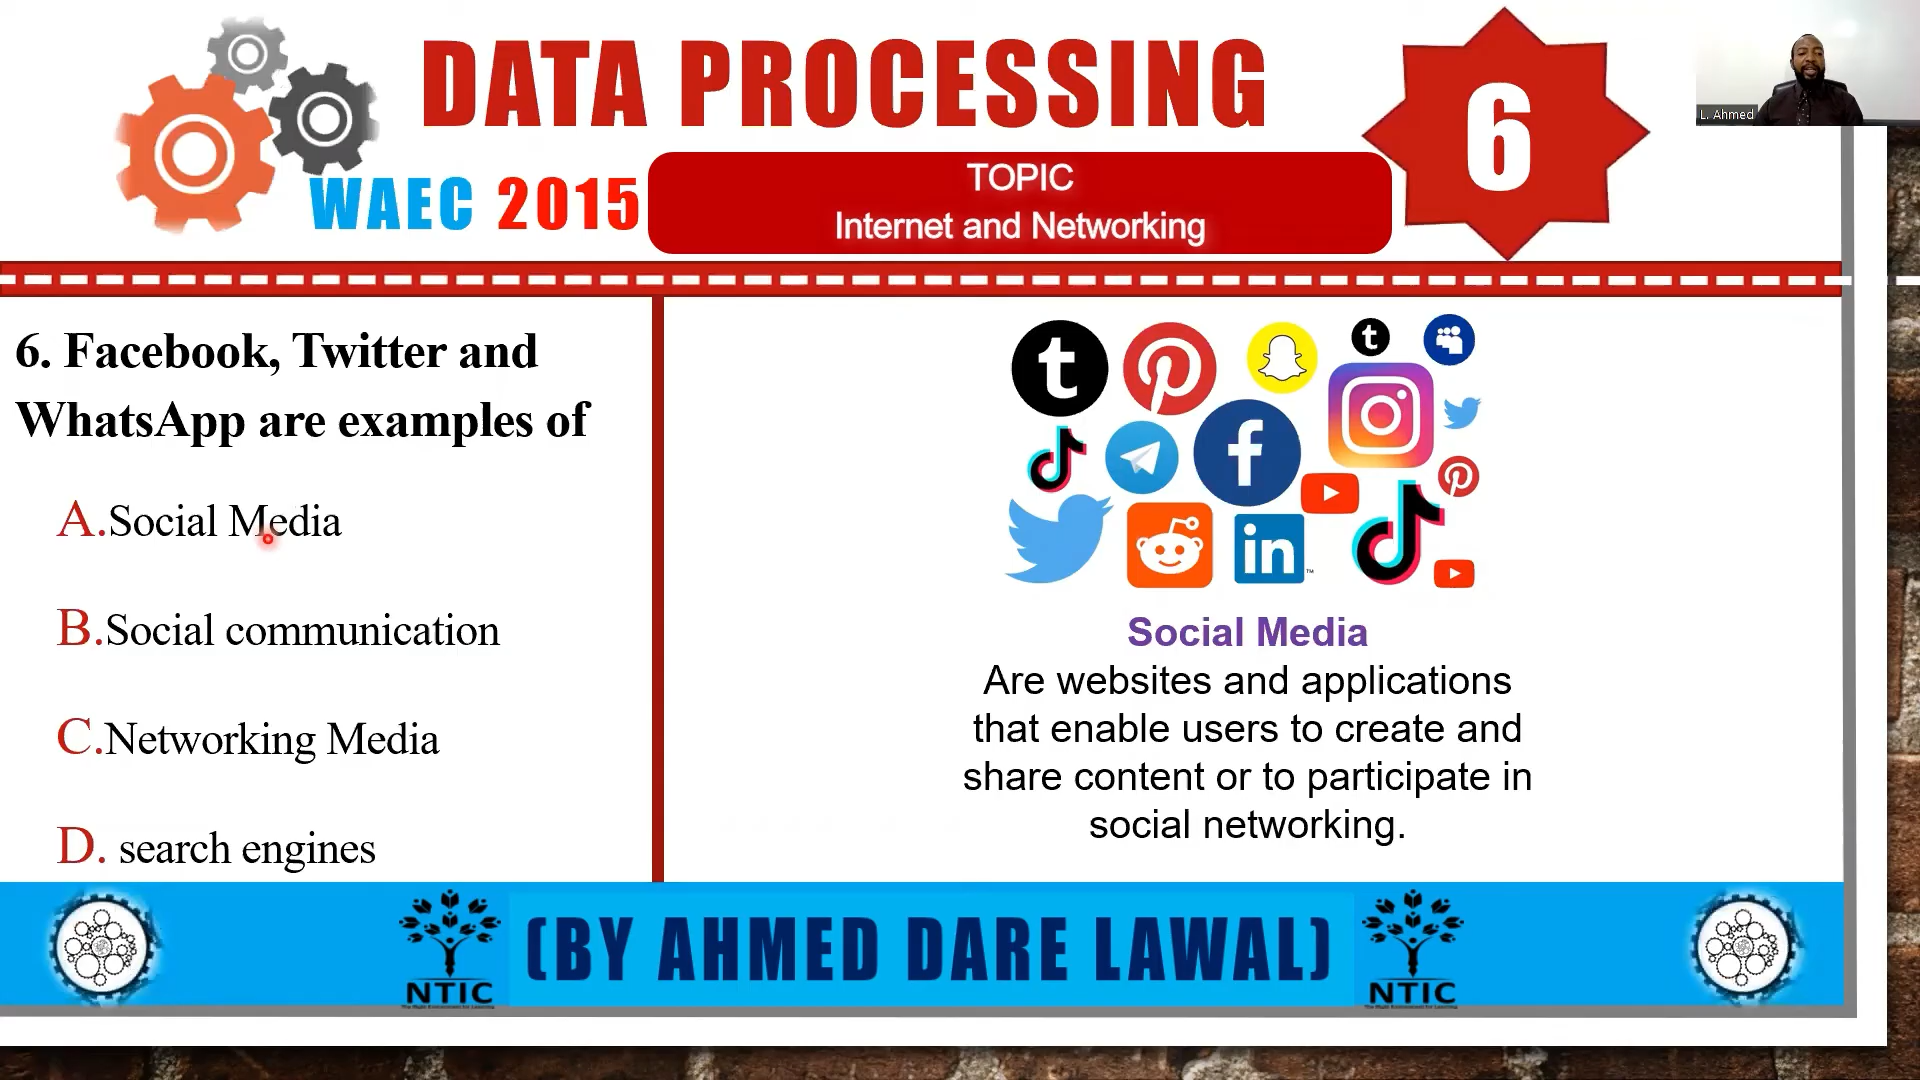 DATA PROCESSING
WAEC 2015
TOPIC
Internet and Networking
6
L. Ahmed
6. Facebook, Twitter and
WhatsApp are examples of
A.Social Media
B.Social communication
C.Networking Media
D. search engines
t
t
f
in™
Social Media
Are websites and applications
that enable users to create and
share content or to participate in
social networking.
NTIC
(BY AHMED DARE LAWAL)
NTIC